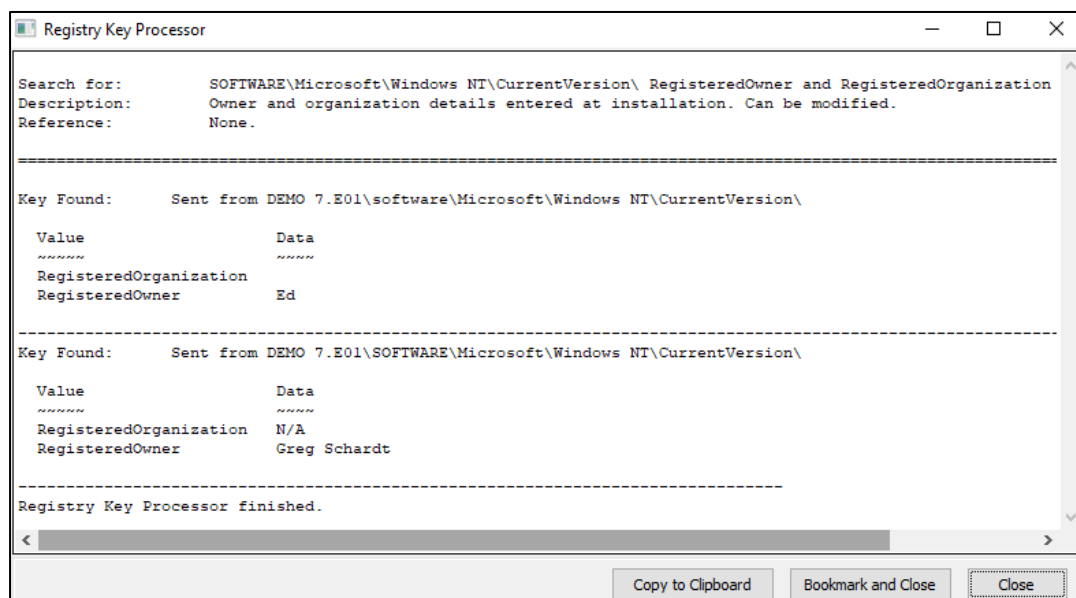 Registry Key Processor
Search for: SOFTWARE\Microsoft\Windows NT\CurrentVersion\ RegisteredOwner and RegisteredOrganization
Description: Owner and organization details entered at installation. Can be modified.
Reference: None.
================================================================================
Key Found: Sent from DEMO 7.E01\software\Microsoft\Windows NT\CurrentVersion\
Value Data
~~~~~ ~~~~
RegisteredOrganization
RegisteredOwner Ed
--------------------------------------------------------------------------------
Key Found: Sent from DEMO 7.E01\SOFTWARE\Microsoft\Windows NT\CurrentVersion\
Value Data
~~~~~ ~~~~
RegisteredOrganization N/A
RegisteredOwner Greg Schardt
--------------------------------------------------------------------------------
Registry Key Processor finished.
Copy to Clipboard Bookmark and Close Close